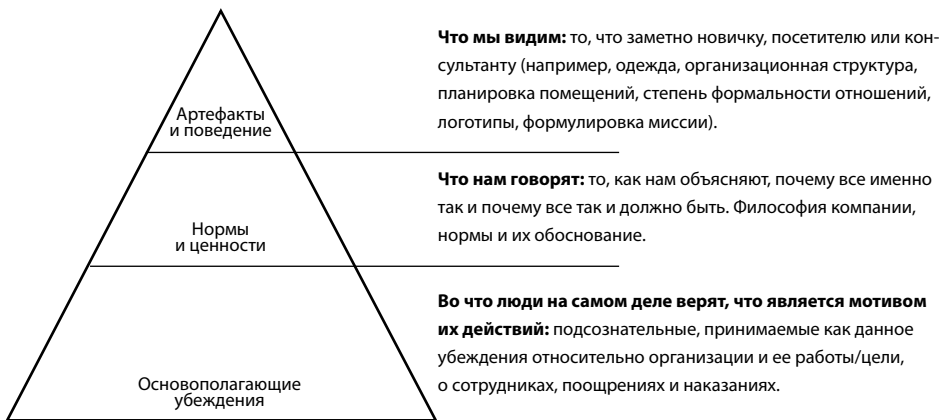 Артефакты
и поведение
Что мы видим: то, что заметно новичку, посетителю или кон-
сультанту (например, одежда, организационная структура,
планировка помещений, степень формальности отношений,
логотипы, формулировка миссии).
Нормы
и ценности
Что нам говорят: то, как нам объясняют, почему все именно
так и почему все так и должно быть. Философия компании,
нормы и их обоснование.
Основополагающие
убеждения
Во что люди на самом деле верят, что является мотивом
их действий: подсознательные, принимаемые как данное
убеждения относительно организации и ее работы/цели,
о сотрудниках, поощрениях и наказаниях.